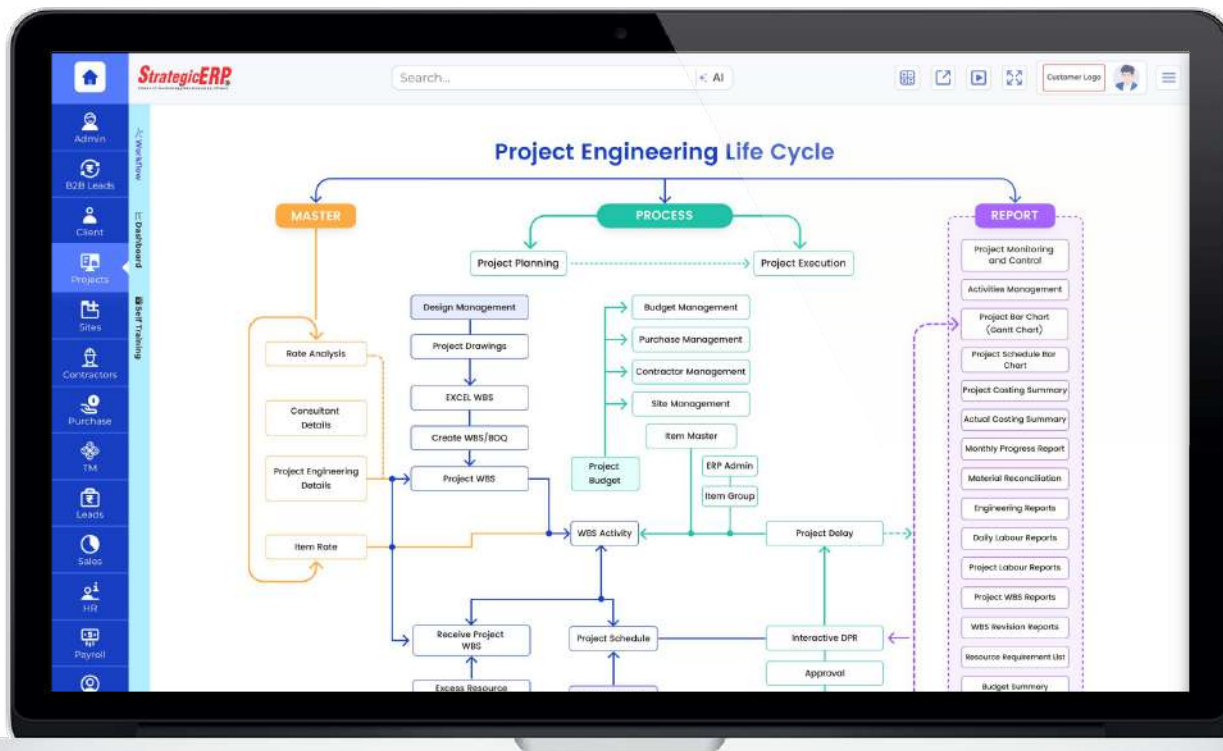 StrategicERP
Search...
AI
Customer Logo
Admin
B2B Leads
Client
Projects
Sites
Contractors
Purchase
TM
Leads
Sales
HR
Payroll
Workflow
Dashboard
Self Training
Project Engineering Life Cycle
MASTER
Rate Analysis
Consultant
Details
Project Engineering
Details
Item Rate
PROCESS
Project Planning
Project Execution
Design Management
Project Drawings
EXCEL WBS
Create WBS/BOQ
Project WBS
Budget Management
Purchase Management
Contractor Management
Site Management
Item Master
Project
Budget
ERP Admin
Item Group
WBS Activity
Project Delay
Receive Project
WBS
Project Schedule
Interactive DPR
Approval
Excess Resource
REPORT
Project Monitoring
and Control
Activities Management
Project Bar Chart
(Gantt Chart)
Project Schedule Bar
Chart
Project Costing Summary
Actual Costing Summary
Monthly Progress Report
Material Reconciliation
Engineering Reports
Daily Labour Reports
Project Labour Reports
Project WBS Reports
WBS Revision Reports
Resource Requirement List
Budget Summary